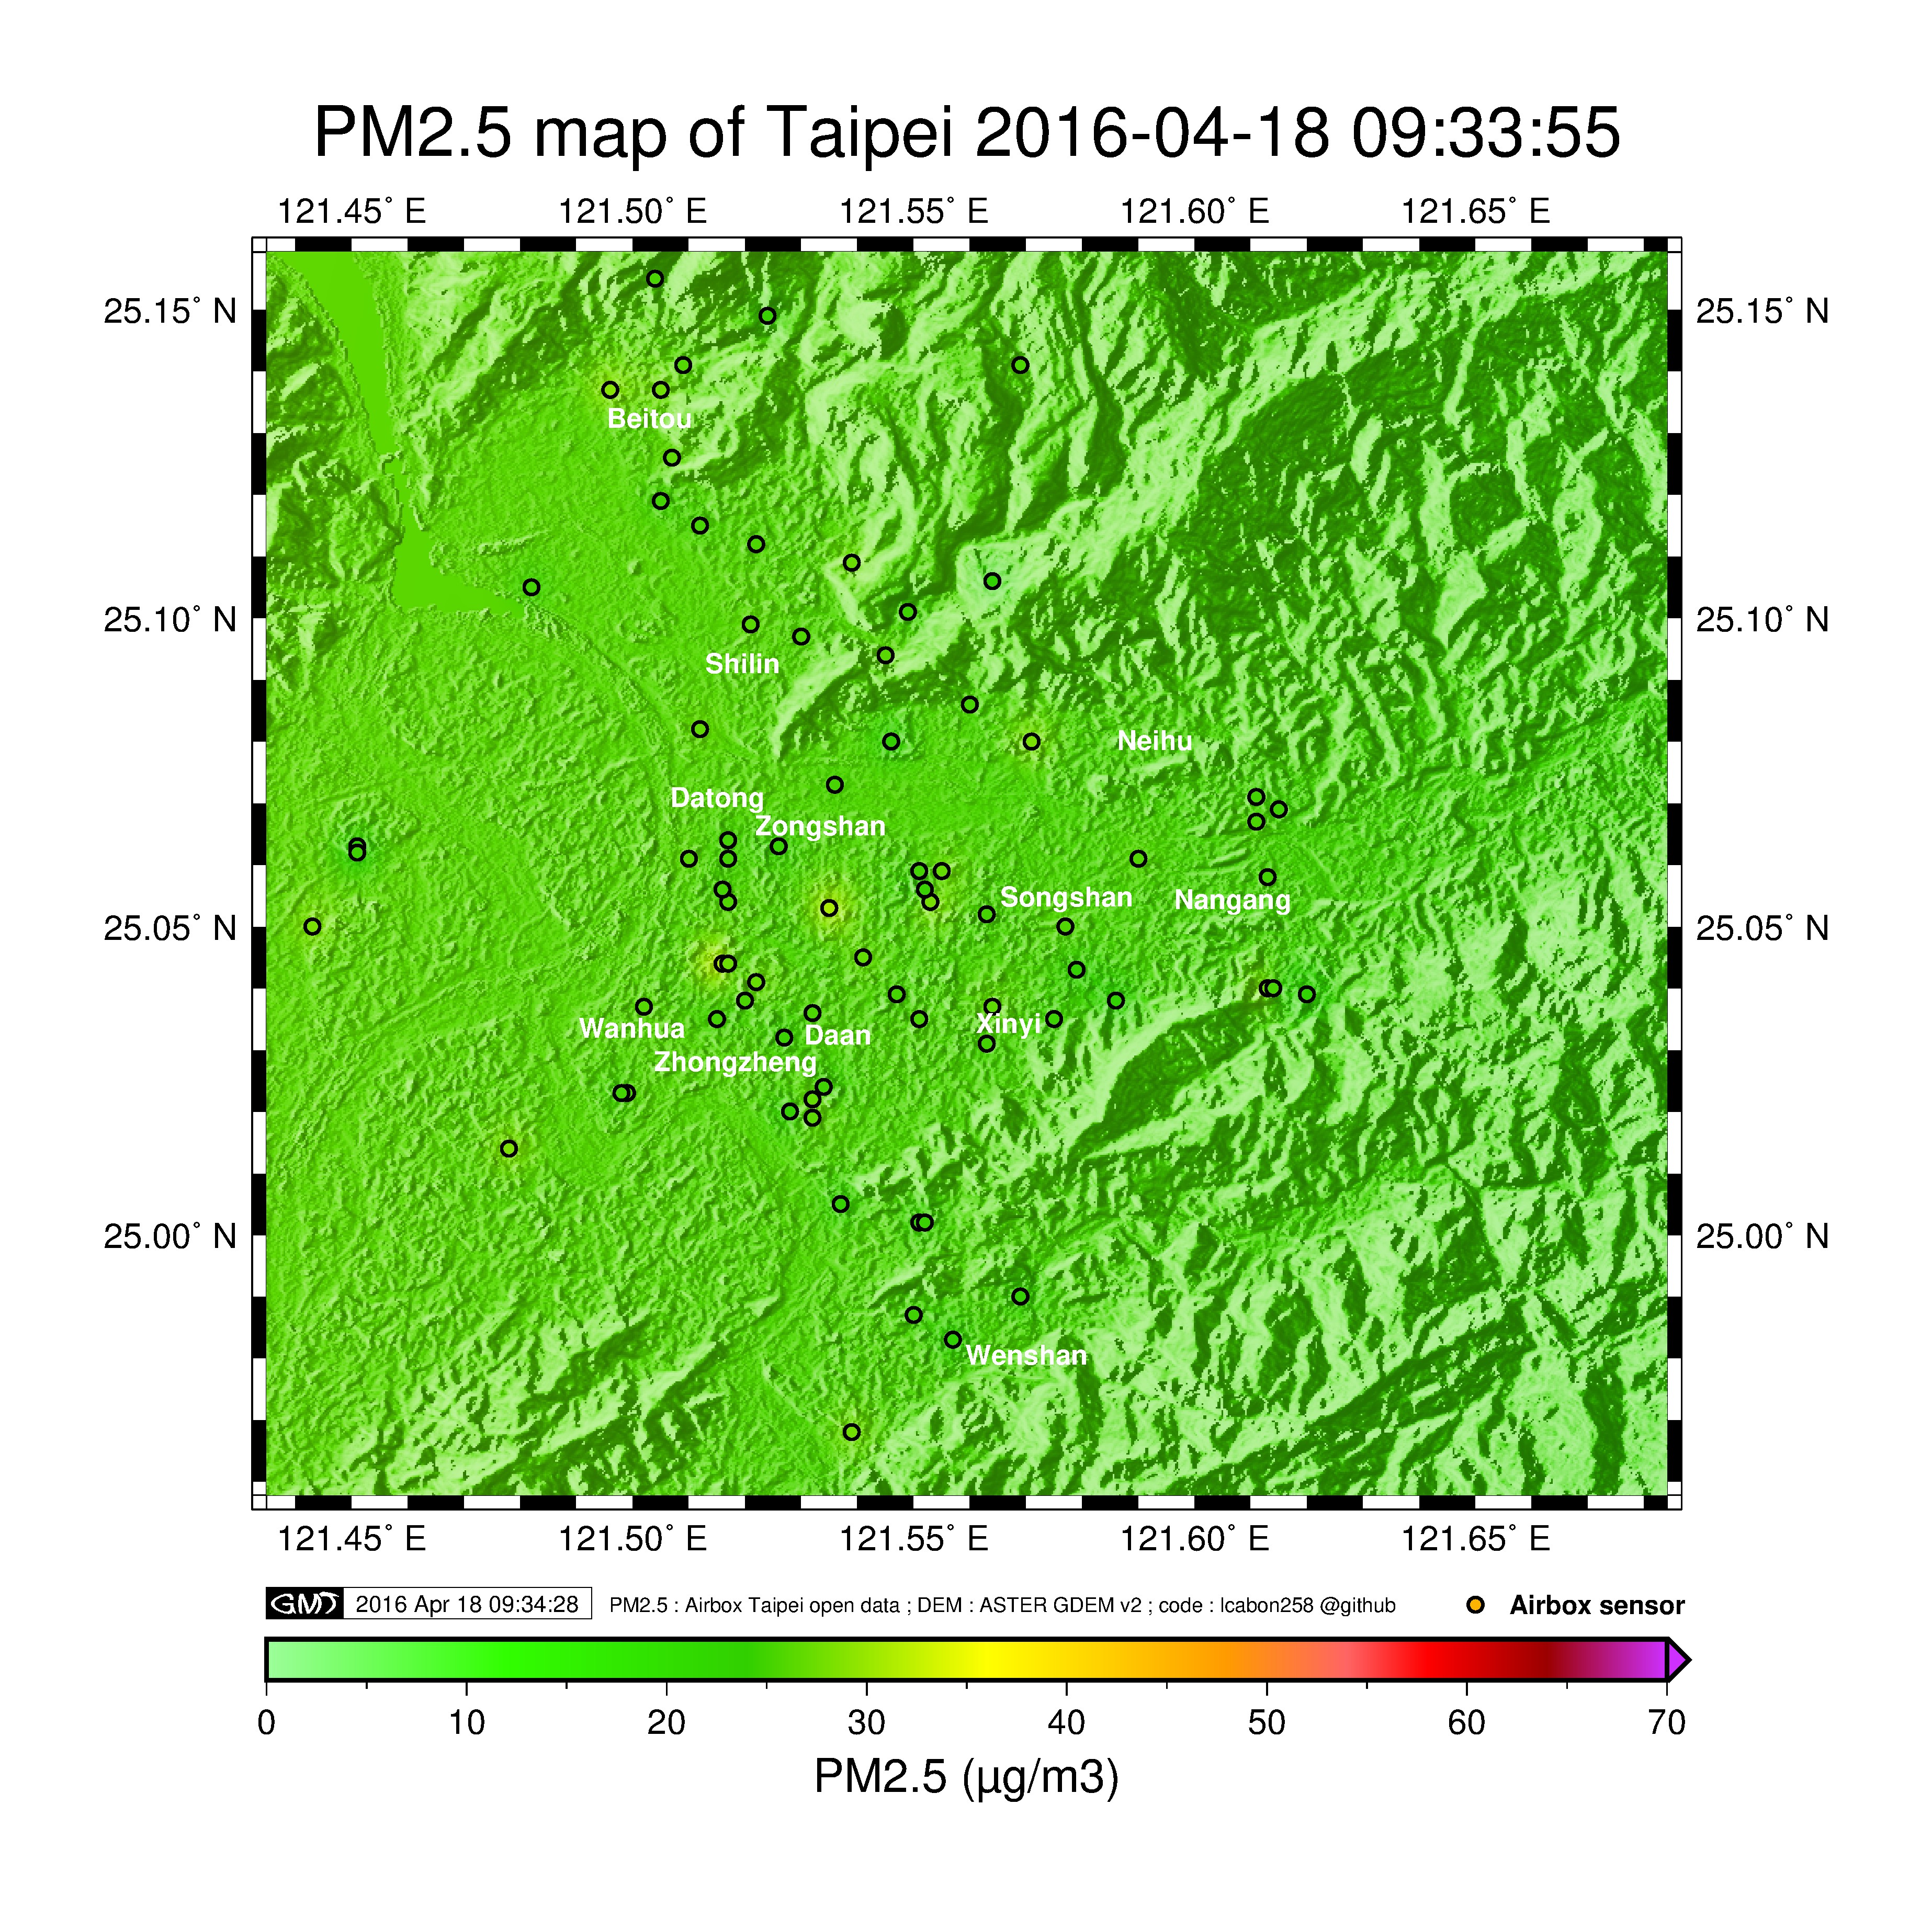 PM2.5 map of Taipei 2016-04-18 09:33:55
121.45° E 121.50° E 121.55° E 121.60° E 121.65° E
25.15° N 25.15° N
Beitou
25.10° N 25.10° N
Shilin
Neihu
Datong
Zongshan
Songshan
Nangang
25.05° N 25.05° N
Xinyi
Wanhua
Daan
Zhongzheng
25.00° N 25.00° N
Wenshan
121.45° E 121.50° E 121.55° E 121.60° E 121.65° E
GMT 2016 Apr 18 09:34:28 PM2.5 : Airbox Taipei open data ; DEM : ASTER GDEM v2 ; code : lcabon258 @github Airbox sensor
0 10 20 30 40 50 60 70
PM2.5 (µg/m3)